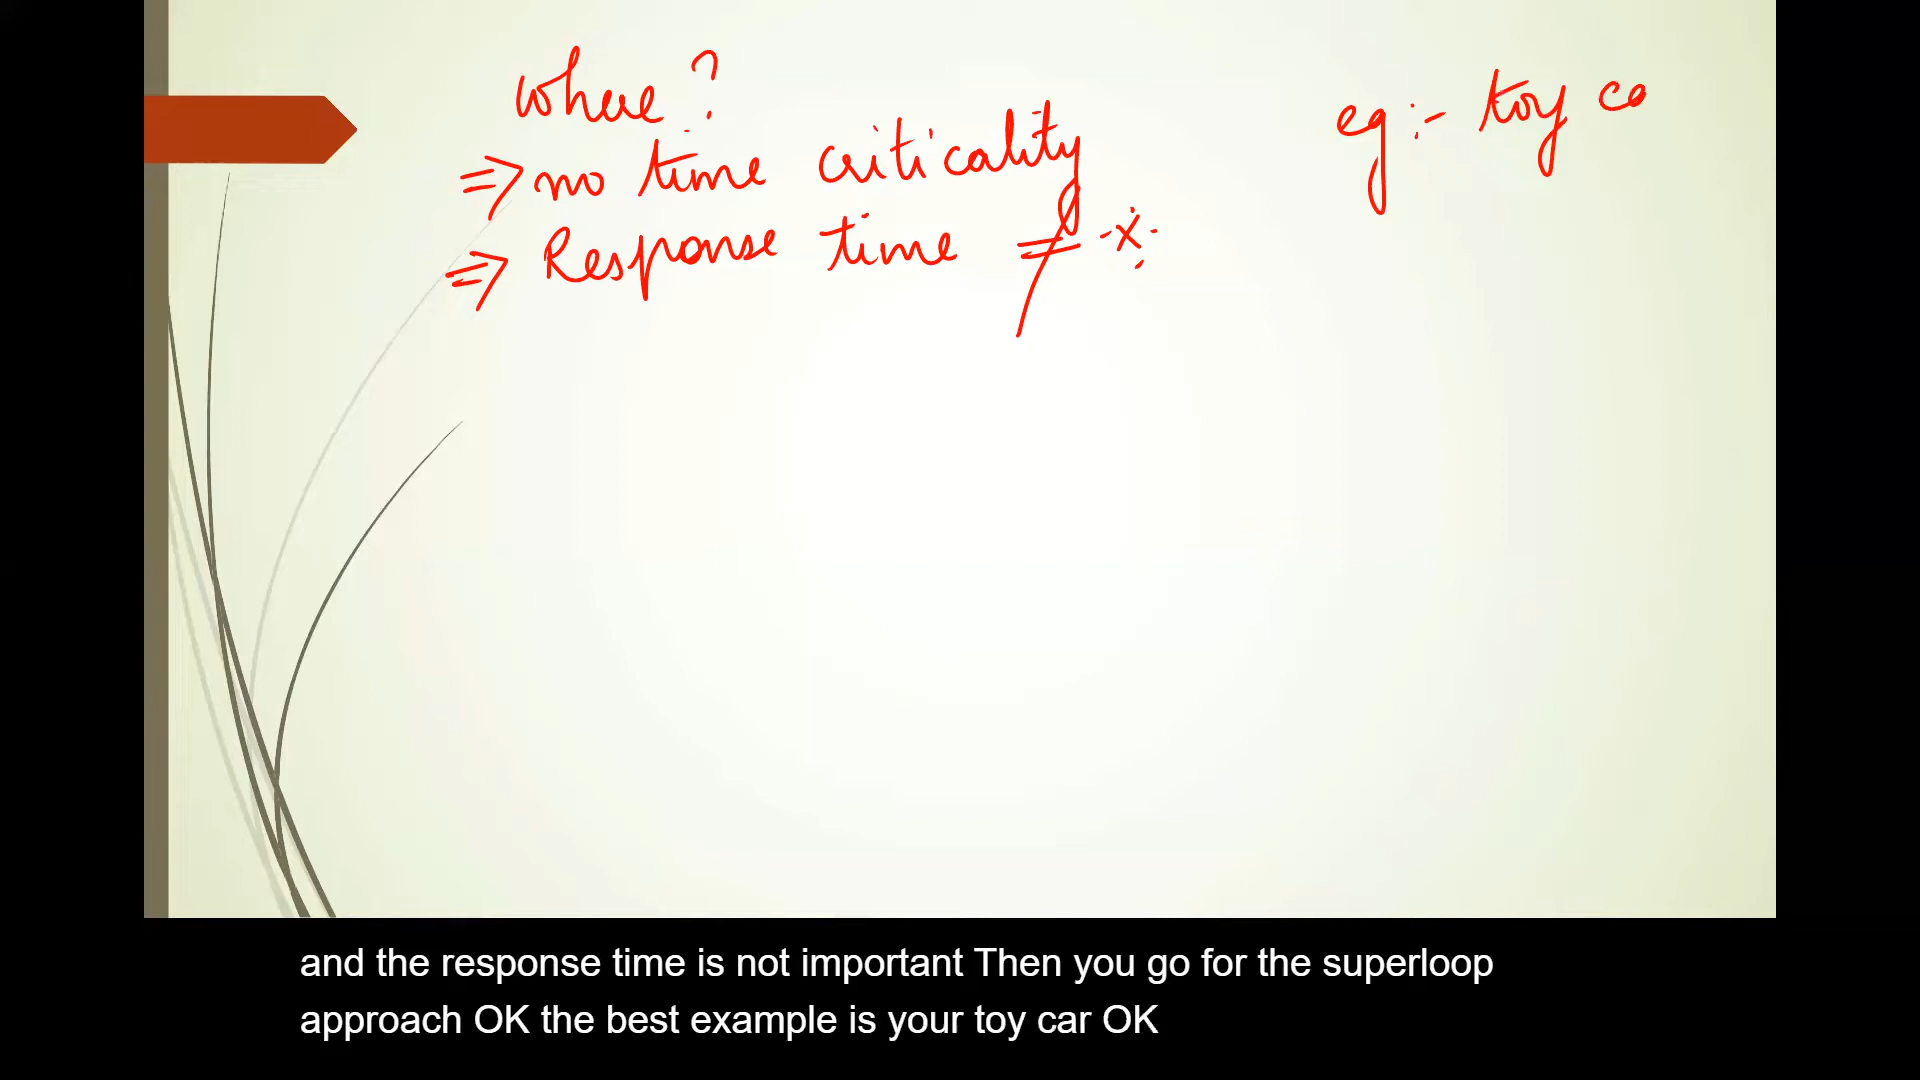 where?
⇒ no time criticality
⇒ Response time ≠ ·x·
eg :- toy ca
and the response time is not important Then you go for the superloop
approach OK the best example is your toy car OK